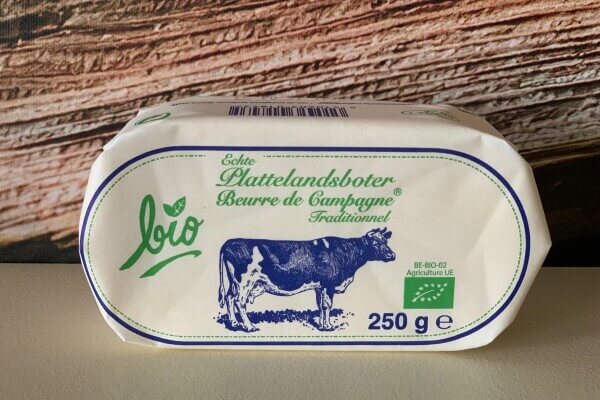 Echte
Plattelandsboter
Beurre de Campagne®
Traditionnel
bio
BE-BIO-02
Agriculture UE
250 g e